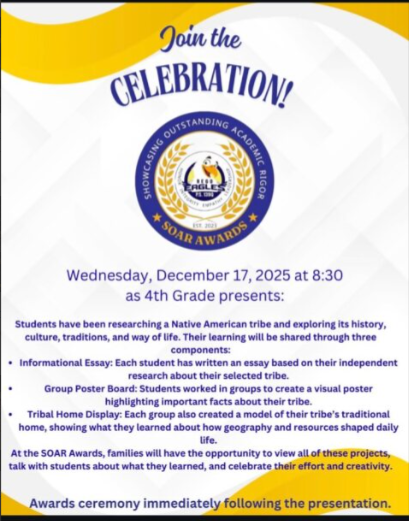 Join the
CELEBRATION!
SHOWCASING OUTSTANDING ACADEMIC RIGOR
EAGLES
SOAR AWARDS
Wednesday, December 17, 2025 at 8:30
as 4th Grade presents:
Students have been researching a Native American tribe and exploring its history,
culture, traditions, and way of life. Their learning will be shared through three
components:
• Informational Essay: Each student has written an essay based on their independent
research about their selected tribe.
• Group Poster Board: Students worked in groups to create a visual poster
highlighting important facts about their tribe.
• Tribal Home Display: Each group also created a model of their tribe's traditional
home, showing what they learned about how geography and resources shaped daily
life.
At the SOAR Awards, families will have the opportunity to view all of these projects,
talk with students about what they learned, and celebrate their effort and creativity.
Awards ceremony immediately following the presentation.